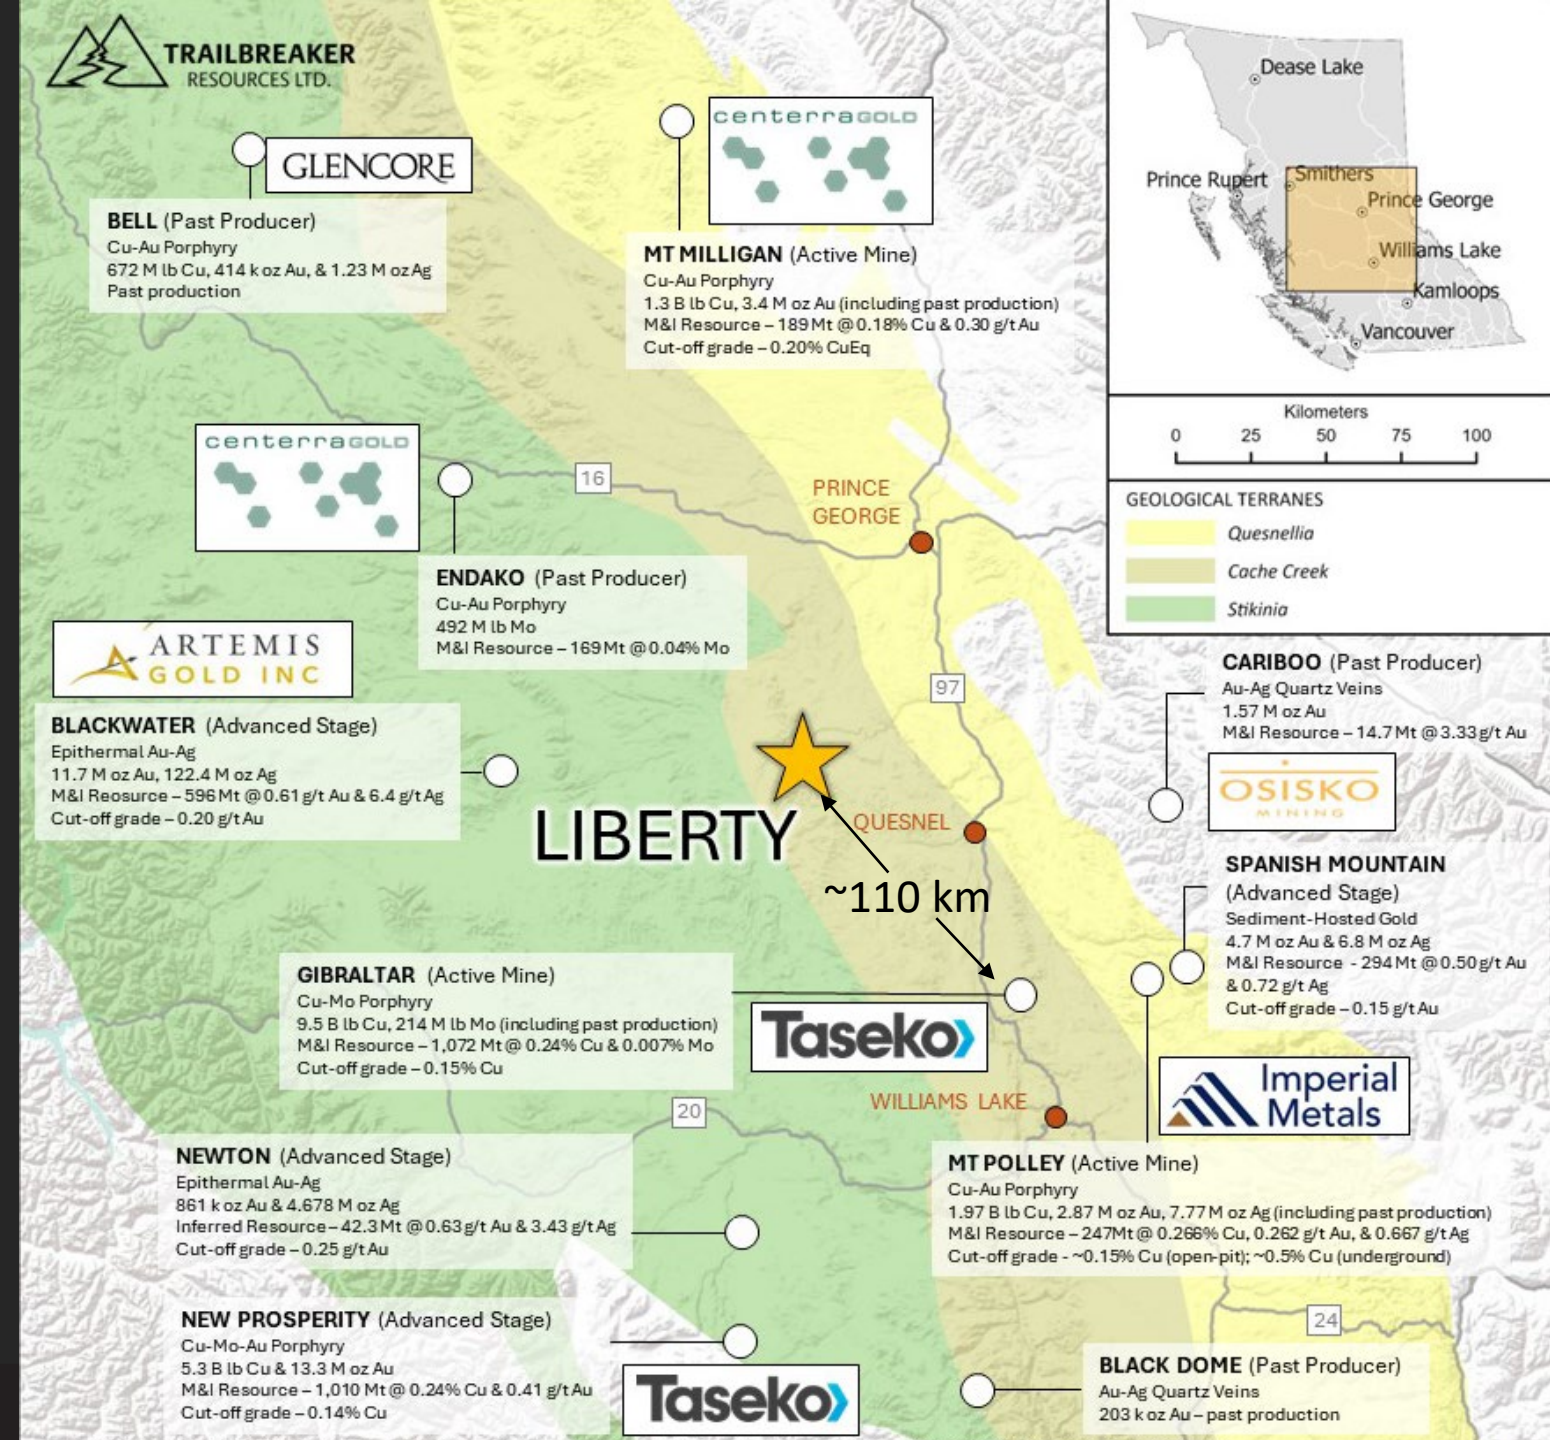 TRAILBREAKER
RESOURCES LTD.
GLENCORE
BELL (Past Producer)
Cu-Au Porphyry
672 M lb Cu, 414 k oz Au, & 1.23 M oz Ag
Past production
centerraGOLD
MT MILLIGAN (Active Mine)
Cu-Au Porphyry
1.3 B lb Cu, 3.4 M oz Au (including past production)
M&I Resource – 189 Mt @ 0.18% Cu & 0.30 g/t Au
Cut-off grade – 0.20% CuEq
Dease Lake
Smithers
Prince Rupert
Prince George
Williams Lake
Kamloops
Vancouver
Kilometers
0 25 50 75 100
GEOLOGICAL TERRANES
Quesnellia
Cache Creek
Stikinia
centerraGOLD
16
PRINCE
GEORGE
ENDAKO (Past Producer)
Cu-Au Porphyry
492 M lb Mo
M&I Resource – 169 Mt @ 0.04% Mo
ARTEMIS
GOLD INC
BLACKWATER (Advanced Stage)
Epithermal Au-Ag
11.7 M oz Au, 122.4 M oz Ag
M&I Reosurce – 596 Mt @ 0.61 g/t Au & 6.4 g/t Ag
Cut-off grade – 0.20 g/t Au
97
CARIBOO (Past Producer)
Au-Ag Quartz Veins
1.57 M oz Au
M&I Resource – 14.7 Mt @ 3.33 g/t Au
OSISKO
MINING
LIBERTY
QUESNEL
~110 km
SPANISH MOUNTAIN
(Advanced Stage)
Sediment-Hosted Gold
4.7 M oz Au & 6.8 M oz Ag
M&I Resource - 294 Mt @ 0.50 g/t Au
& 0.72 g/t Ag
Cut-off grade – 0.15 g/t Au
GIBRALTAR (Active Mine)
Cu-Mo Porphyry
9.5 B lb Cu, 214 M lb Mo (including past production)
M&I Resource – 1,072 Mt @ 0.24% Cu & 0.007% Mo
Cut-off grade – 0.15% Cu
Taseko
Imperial
Metals
WILLIAMS LAKE
20
NEWTON (Advanced Stage)
Epithermal Au-Ag
861 k oz Au & 4.678 M oz Ag
Inferred Resource – 42.3 Mt @ 0.63 g/t Au & 3.43 g/t Ag
Cut-off grade – 0.25 g/t Au
MT POLLEY (Active Mine)
Cu-Au Porphyry
1.97 B lb Cu, 2.87 M oz Au, 7.77 M oz Ag (including past production)
M&I Resource – 247Mt @ 0.266% Cu, 0.262 g/t Au, & 0.667 g/t Ag
Cut-off grade - ~0.15% Cu (open-pit); ~0.5% Cu (underground)
NEW PROSPERITY (Advanced Stage)
Cu-Mo-Au Porphyry
5.3 B lb Cu & 13.3 M oz Au
M&I Resource – 1,010 Mt @ 0.24% Cu & 0.41 g/t Au
Cut-off grade – 0.14% Cu
Taseko
24
BLACK DOME (Past Producer)
Au-Ag Quartz Veins
203 k oz Au – past production